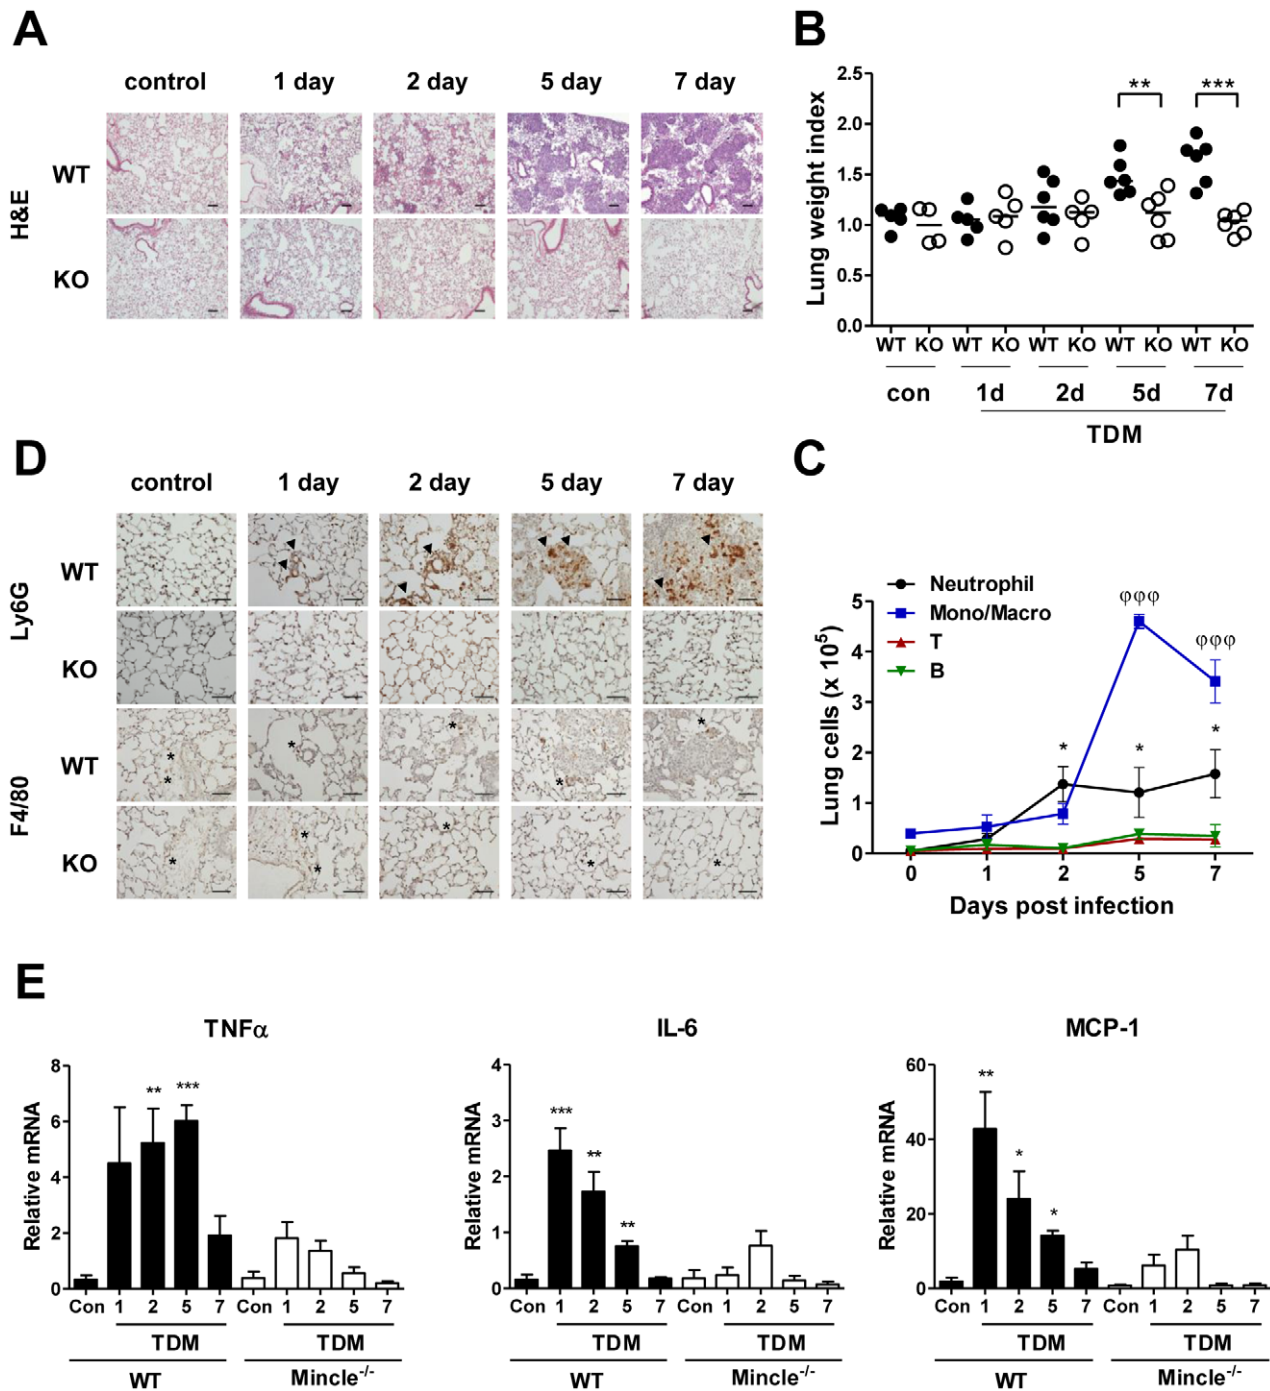 A
control 1 day 2 day 5 day 7 day
H&E
WT
KO
B
Lung weight index
2.5
2.0
1.5
1.0
0.5
0.0
** ***
WT KO WT KO WT KO WT KO WT KO
con 1d 2d 5d 7d
TDM
D
control 1 day 2 day 5 day 7 day
Ly6G
WT
KO
F4/80
WT
* * * * * *
KO
* * * * * *
C
Neutrophil
Mono/Macro
T
B
Lung cells (x 10⁵)
5
4
3
2
1
0
φφφ
φφφ
* * *
0 1 2 5 7
Days post infection
E
TNFα
Relative mRNA
8
6
4
2
0
** ***
Con 1 2 5 7 Con 1 2 5 7
TDM TDM
WT Mincle⁻/⁻
IL-6
Relative mRNA
4
3
2
1
0
*** ** **
Con 1 2 5 7 Con 1 2 5 7
TDM TDM
WT Mincle⁻/⁻
MCP-1
Relative mRNA
60
40
20
0
** * *
Con 1 2 5 7 Con 1 2 5 7
TDM TDM
WT Mincle⁻/⁻